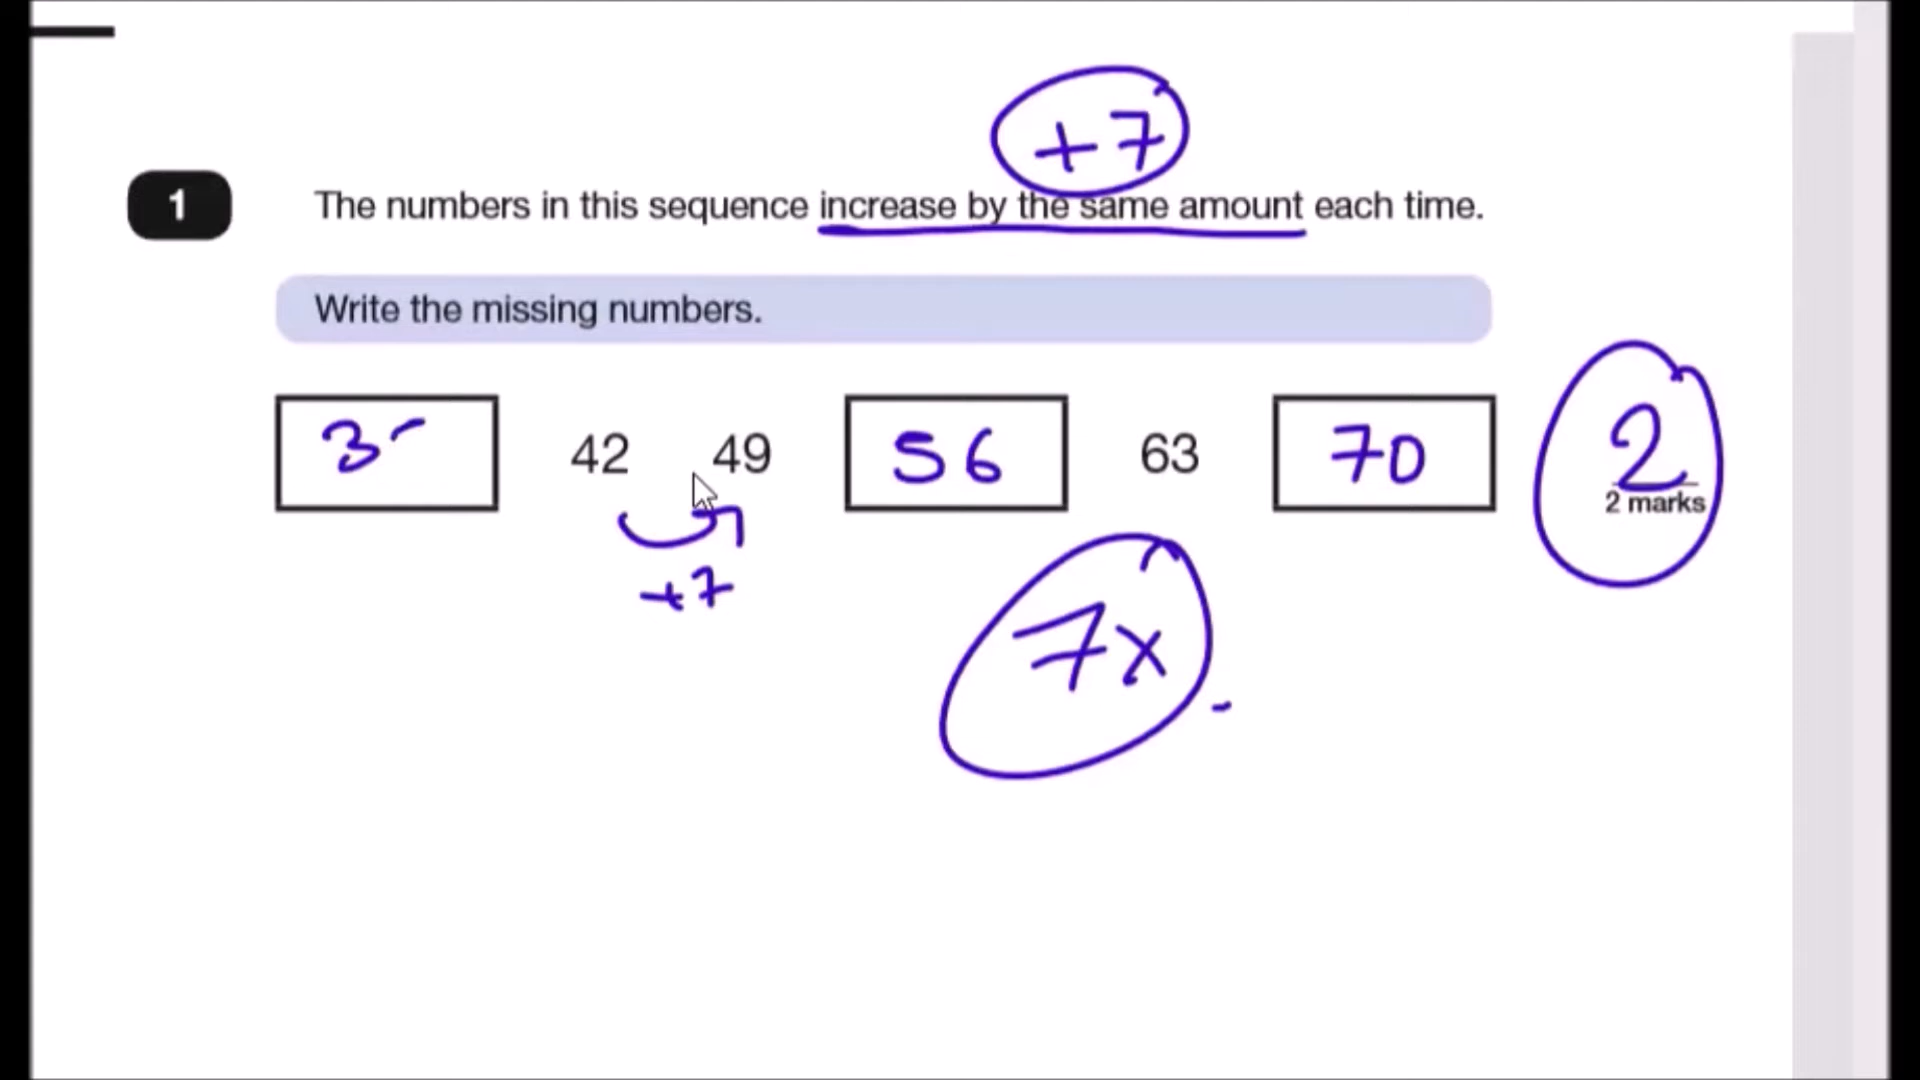 +7
1 The numbers in this sequence increase by the same amount each time.
Write the missing numbers.
42 49 56 63 70 2
2 marks
+7
7x